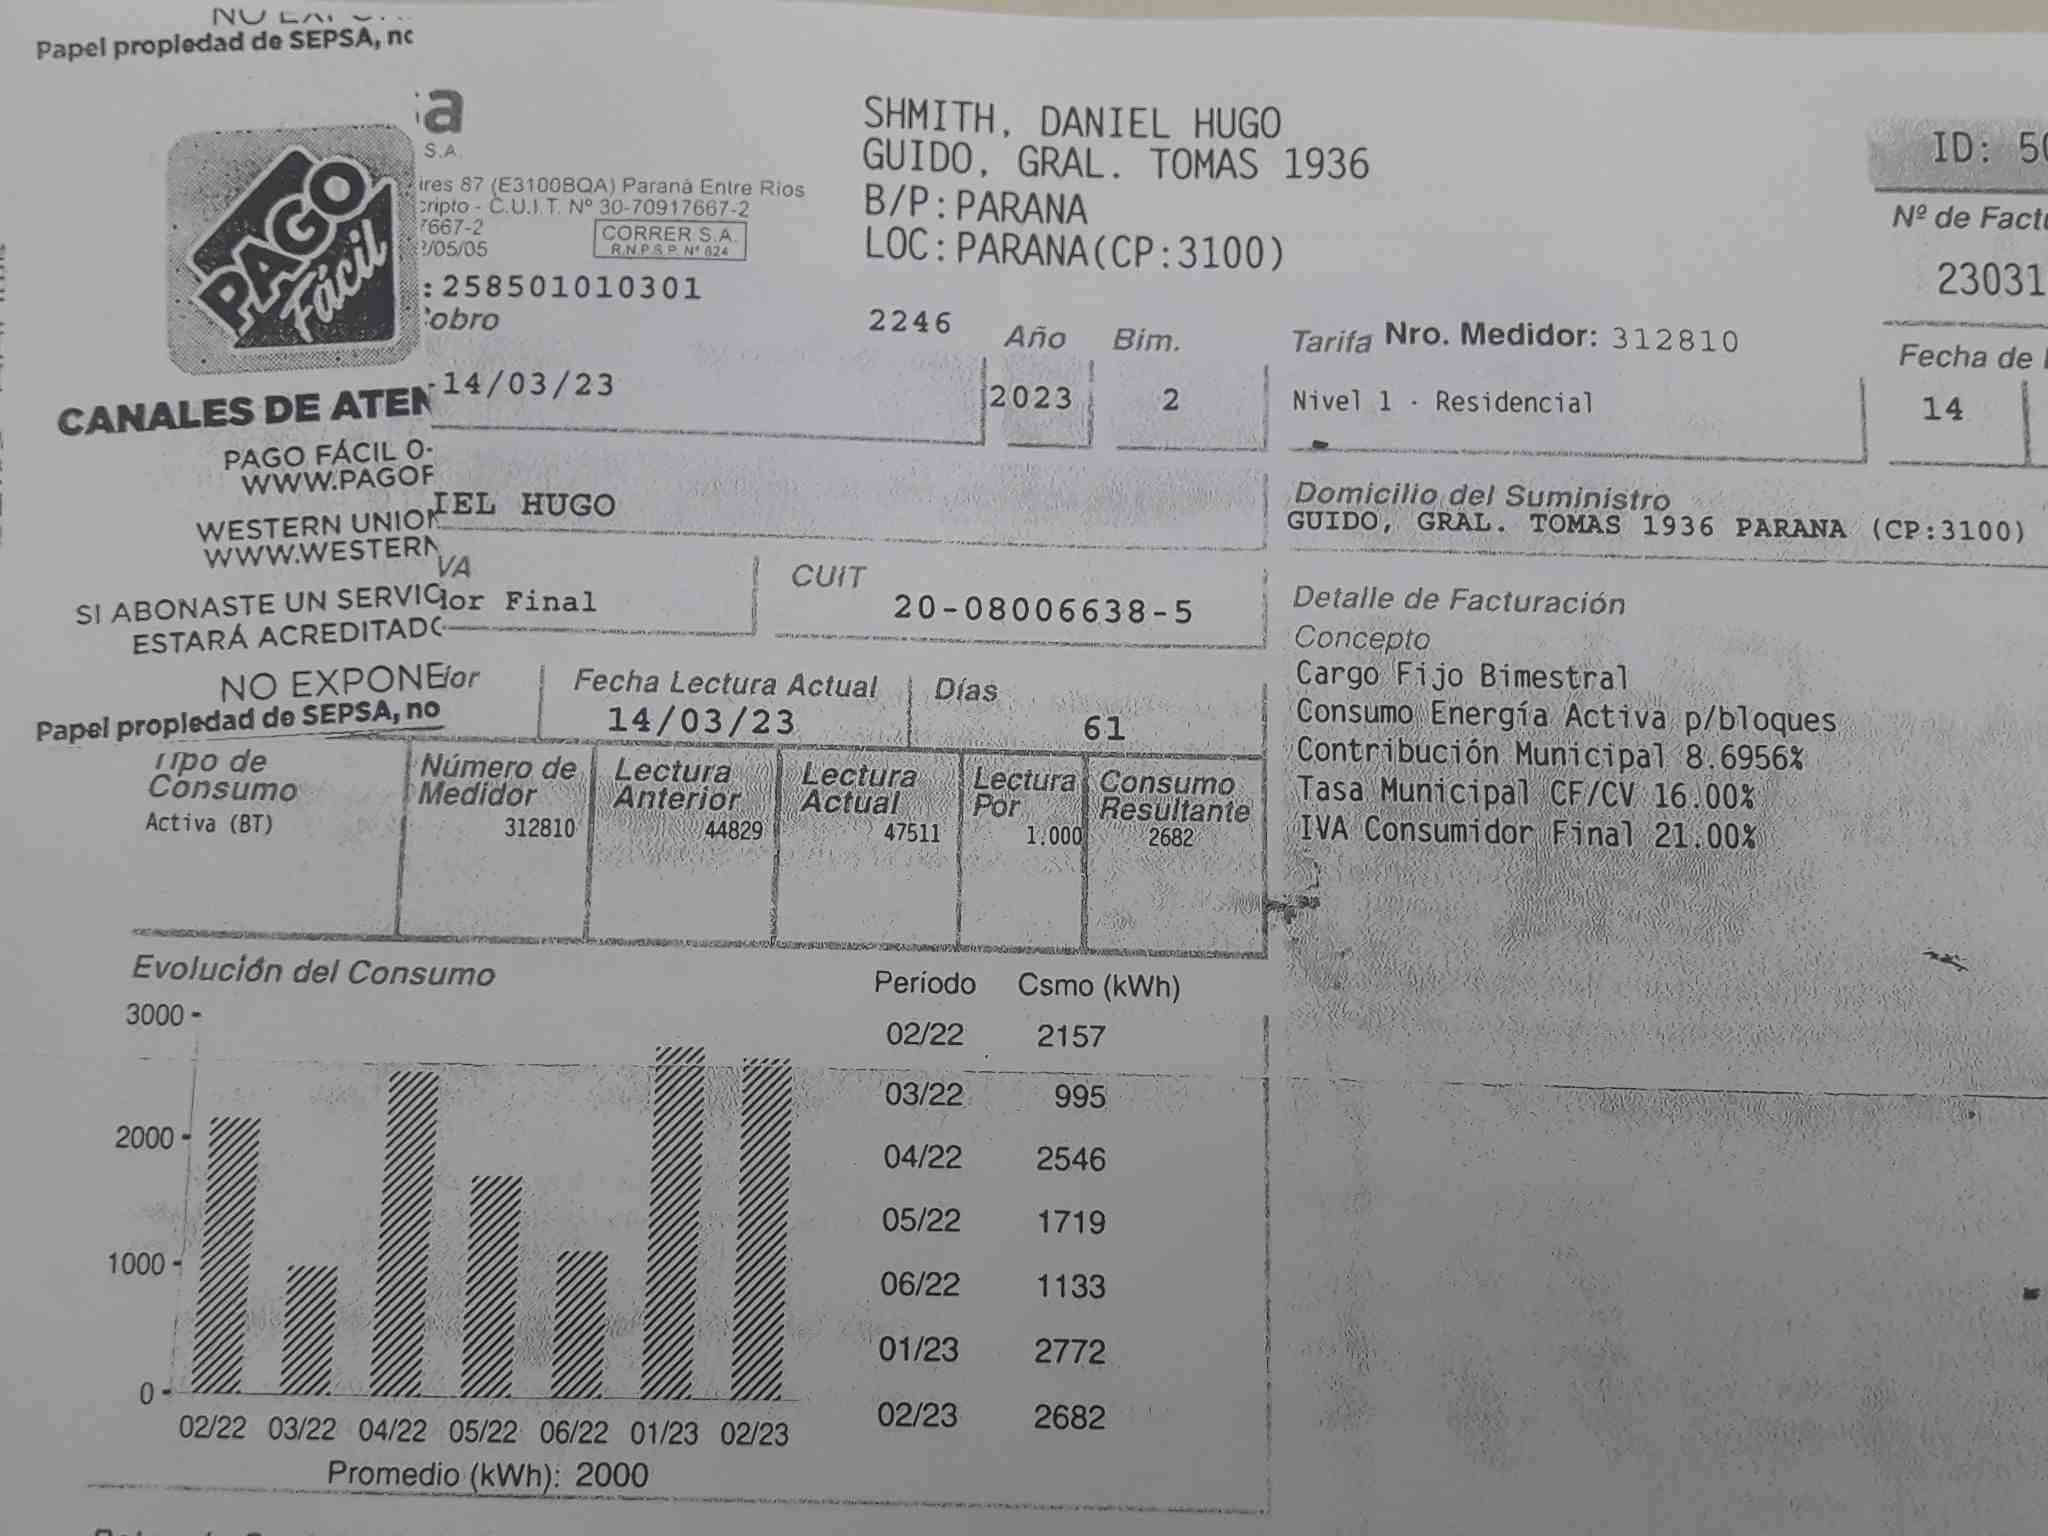 Papel propiedad de SEPSA, no
a
S.A.
PAGO
Fácil
ires 87 (E3100BQA) Paraná Entre Rios
cripto - C.U.I.T. Nº 30-70917667-2
7667-2
/05/05
CORRER S.A.
R.N.P.S.P. Nº 824
: 258501010301
obro
2246
-14/03/23
SHMITH, DANIEL HUGO
GUIDO, GRAL. TOMAS 1936
B/P: PARANA
LOC: PARANA(CP:3100)
ID: 50
Nº de Factu
23031
Año
Bim.
2023
2
Tarifa Nro. Medidor: 312810
Nivel 1 - Residencial
Fecha de
14
CANALES DE ATEN
PAGO FÁCIL 0-
WWW.PAGOF
WESTERN UNION
WWW.WESTERN
SI ABONASTE UN SERVIC
ESTARÁ ACREDITADO
NO EXPONE
Papel propiedad de SEPSA, no
IEL HUGO
VA
dor Final
CUIT
20-08006638-5
Domicilio del Suministro
GUIDO, GRAL. TOMAS 1936 PARANA (CP:3100)
ior
Fecha Lectura Actual
14/03/23
Días
61
Detalle de Facturación
Concepto
Cargo Fijo Bimestral
Consumo Energía Activa p/bloques
Contribución Municipal 8.6956%
Tasa Municipal CF/CV 16.00%
IVA Consumidor Final 21.00%
Tipo de Consumo
Número de Medidor
Lectura Anterior
Lectura Actual
Lectura Por
Consumo Resultante
Activa (BT) 312810 44829 47511 1.000 2682
Evolución del Consumo
3000
2000
1000
0
02/22 03/22 04/22 05/22 06/22 01/23 02/23
Promedio (kWh): 2000
Período Csmo (kWh)
02/22 2157
03/22 995
04/22 2546
05/22 1719
06/22 1133
01/23 2772
02/23 2682